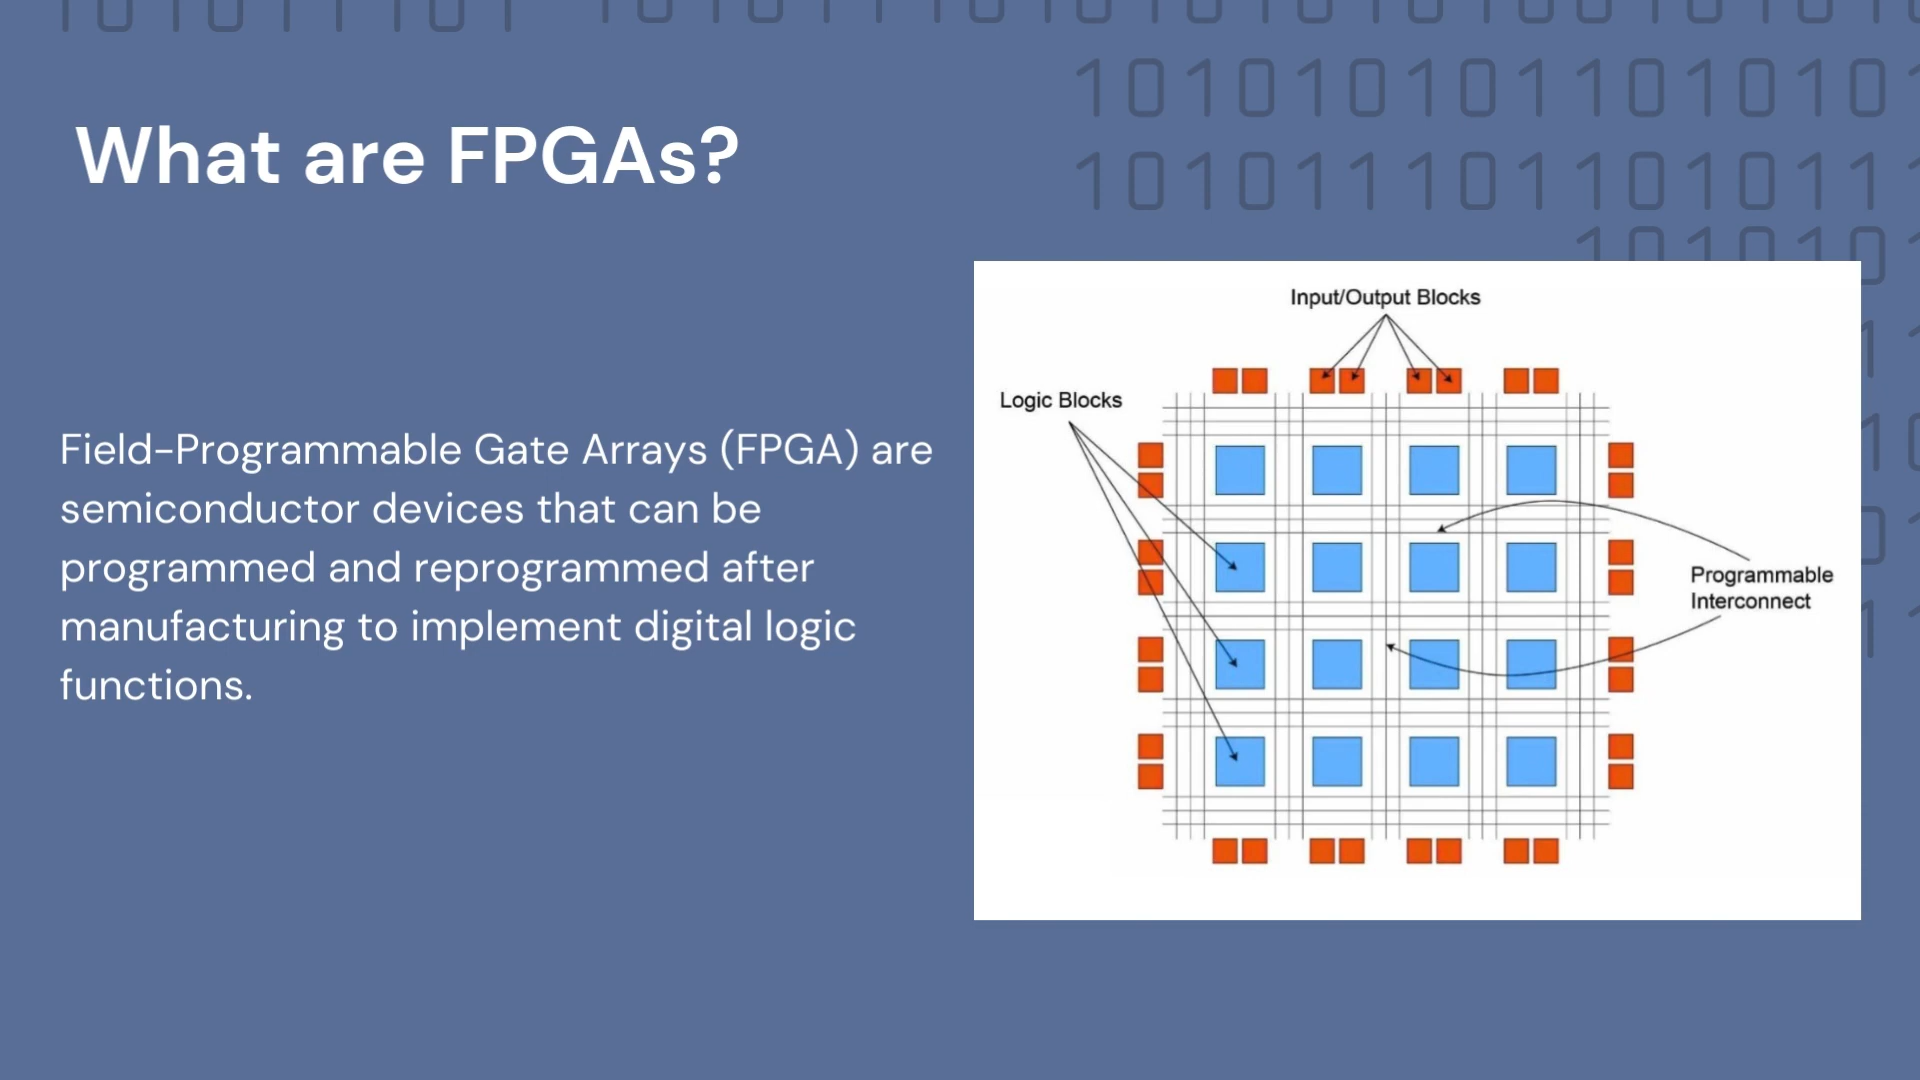 What are FPGAs?
Field-Programmable Gate Arrays (FPGA) are
semiconductor devices that can be
programmed and reprogrammed after
manufacturing to implement digital logic
functions.
Input/Output Blocks
Logic Blocks
Programmable
Interconnect